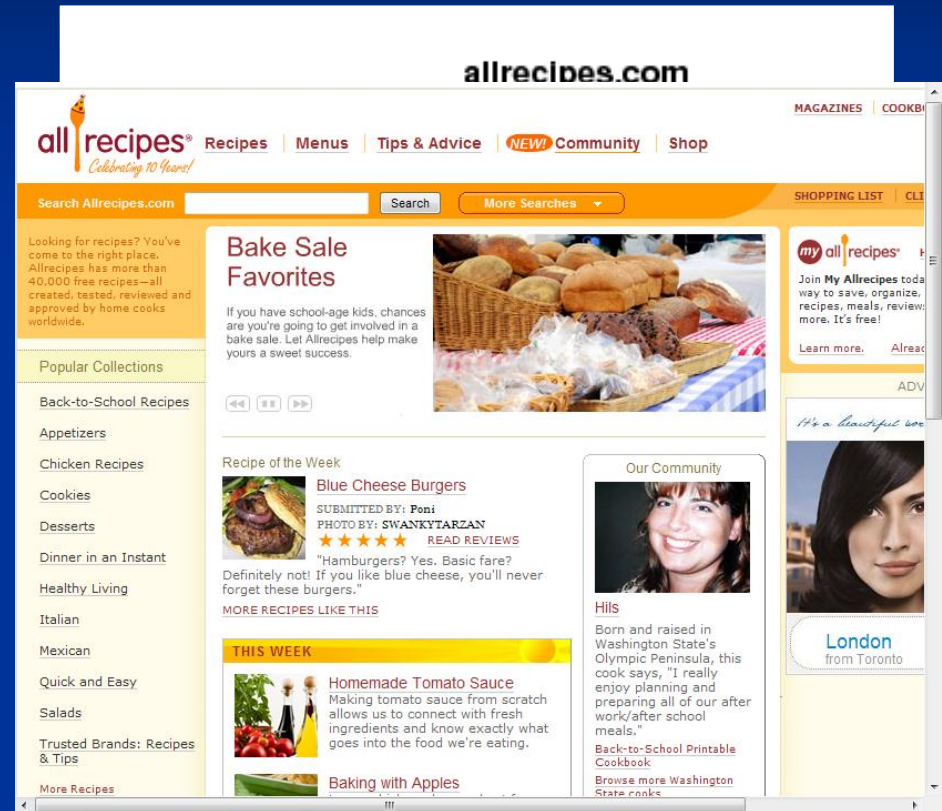 allrecipes.com
MAGAZINES
all recipes®
Celebrating 10 Years!
Recipes Menus Tips & Advice NEW! Community Shop
Search Allrecipes.com Search More Searches
SHOPPING LIST
Looking for recipes? You've
come to the right place.
Allrecipes has more than
40,000 free recipes—all
created, tested, reviewed and
approved by home cooks
worldwide.
Popular Collections
Back-to-School Recipes
Appetizers
Chicken Recipes
Cookies
Desserts
Dinner in an Instant
Healthy Living
Italian
Mexican
Quick and Easy
Salads
Trusted Brands: Recipes
& Tips
More Recipes
Bake Sale
Favorites
If you have school-age kids, chances
are you're going to get involved in a
bake sale. Let Allrecipes help make
yours a sweet success.
Recipe of the Week
Blue Cheese Burgers
SUBMITTED BY: Poni
PHOTO BY: SWANKYTARZAN
READ REVIEWS
"Hamburgers? Yes. Basic fare?
Definitely not! If you like blue cheese, you'll never
forget these burgers."
MORE RECIPES LIKE THIS
THIS WEEK
Homemade Tomato Sauce
Making tomato sauce from scratch
allows us to connect with fresh
ingredients and know exactly what
goes into the food we're eating.
Baking with Apples
Our Community
Hils
Born and raised in
Washington State's
Olympic Peninsula, this
cook says, "I really
enjoy planning and
preparing all of our after
work/after school
meals."
Back-to-School Printable
Cookbook
Browse more Washington
State cooks
my all recipes®
Join My Allrecipes
way to save, organize,
recipes, meals,
more. It's free!
Learn more.
It's a beautiful
London
from Toronto